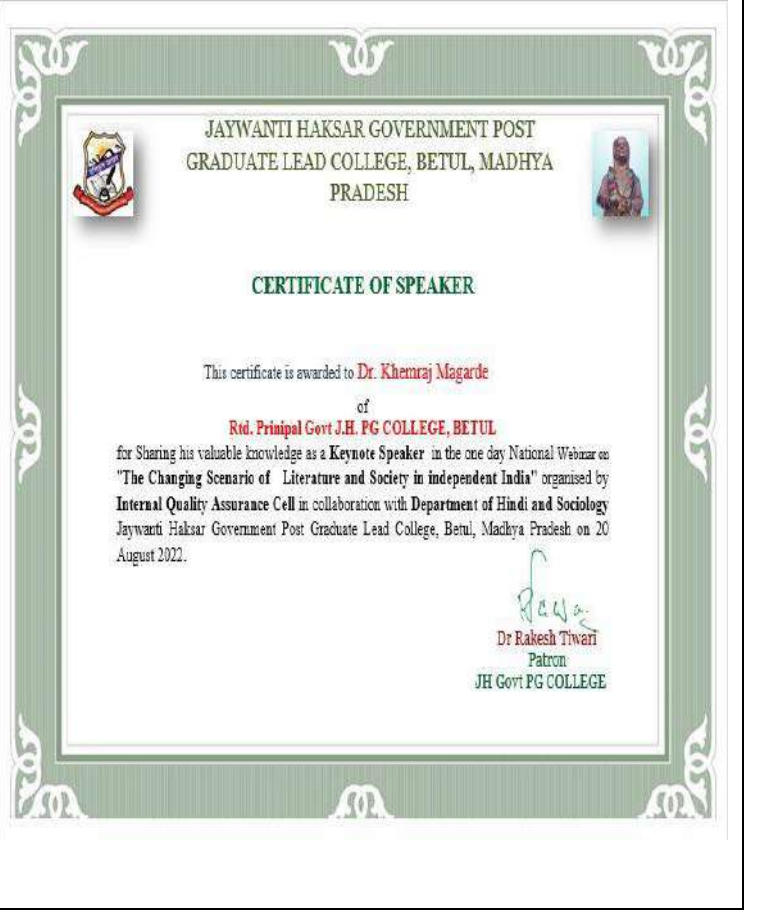 JAYWANTI HAKSAR GOVERNMENT POST
GRADUATE LEAD COLLEGE, BETUL, MADHYA
PRADESH
CERTIFICATE OF SPEAKER
This certificate is awarded to Dr. Khemraj Magarde
of
Rtd. Prinipal Govt J.H. PG COLLEGE, BETUL
for Sharing his valuable knowledge as a Keynote Speaker in the one day National Webinar on
"The Changing Scenario of Literature and Society in independent India" organised by
Internal Quality Assurance Cell in collaboration with Department of Hindi and Sociology
Jaywanti Haksar Government Post Graduate Lead College, Betul, Madhya Pradesh on 20
August 2022.
Dr Rakesh Tiwari
Patron
JH Govt PG COLLEGE